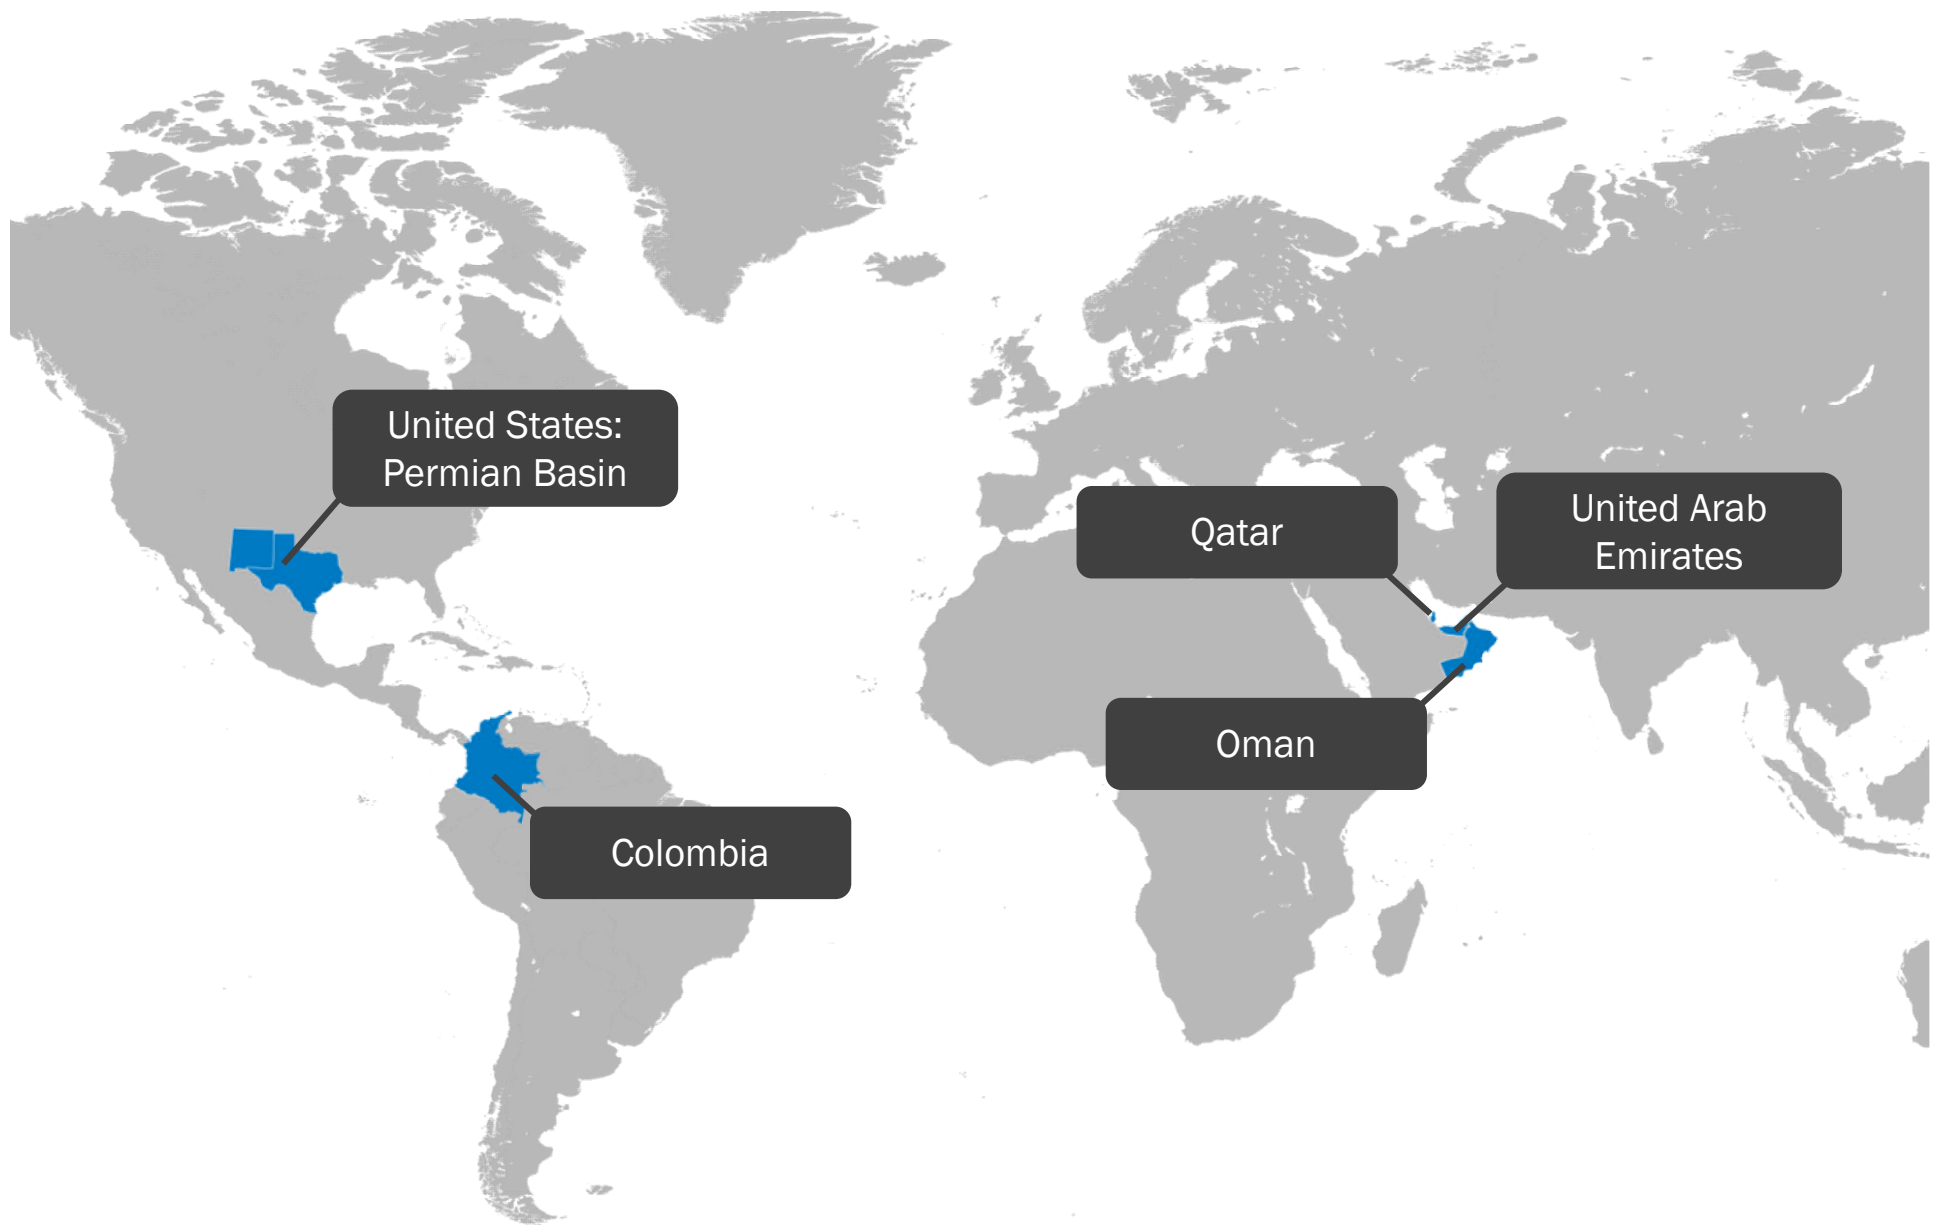 United States:
Permian Basin
Qatar
United Arab
Emirates
Oman
Colombia